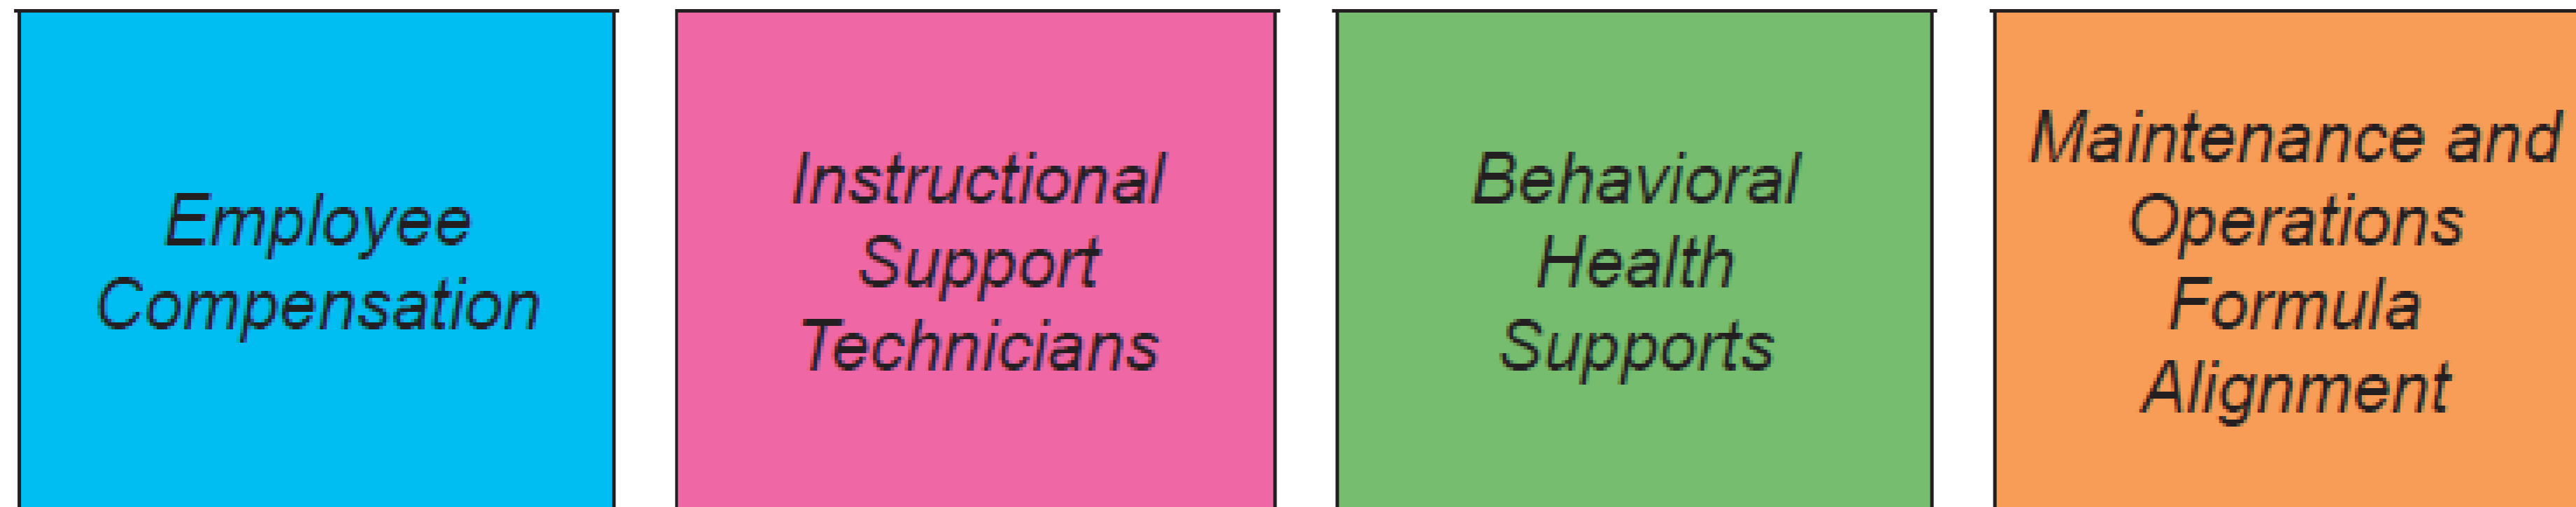 Employee
Compensation
Instructional
Support
Technicians
Behavioral
Health
Supports
Maintenance and
Operations
Formula
Alignment